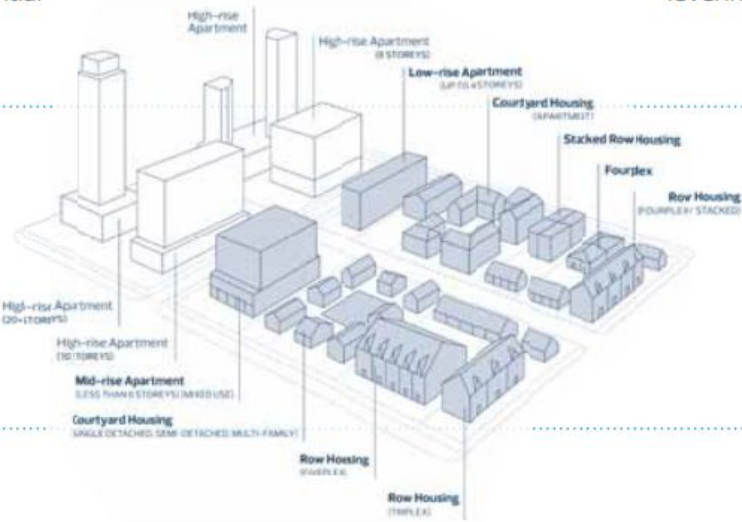 High-rise
Apartment
High-rise Apartment
(8 STOREYS)
Low-rise Apartment
(UP TO 4 STOREYS)
Courtyard Housing
(APARTMENT)
Stacked Row Housing
Fourplex
Row Housing
(FOURPLEX/ STACKED)
High-rise Apartment
(20+ STOREYS)
High-rise Apartment
(10 STOREYS)
Mid-rise Apartment
(LESS THAN 8 STOREYS) (MIXED USE)
Courtyard Housing
(SINGLE DETACHED, SEMI-DETACHED, MULTI-FAMILY)
Row Housing
(FIVEPLEX)
Row Housing
(TRIPLEX)